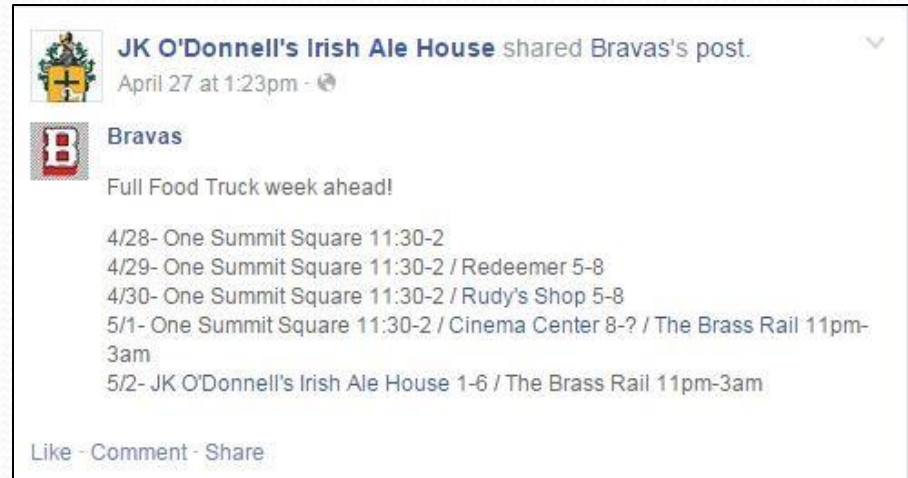 JK O'Donnell's Irish Ale House shared Bravas's post.
April 27 at 1:23pm ·
B
Bravas
Full Food Truck week ahead!
4/28- One Summit Square 11:30-2
4/29- One Summit Square 11:30-2 / Redeemer 5-8
4/30- One Summit Square 11:30-2 / Rudy's Shop 5-8
5/1- One Summit Square 11:30-2 / Cinema Center 8-? / The Brass Rail 11pm-
3am
5/2- JK O'Donnell's Irish Ale House 1-6 / The Brass Rail 11pm-3am
Like · Comment · Share